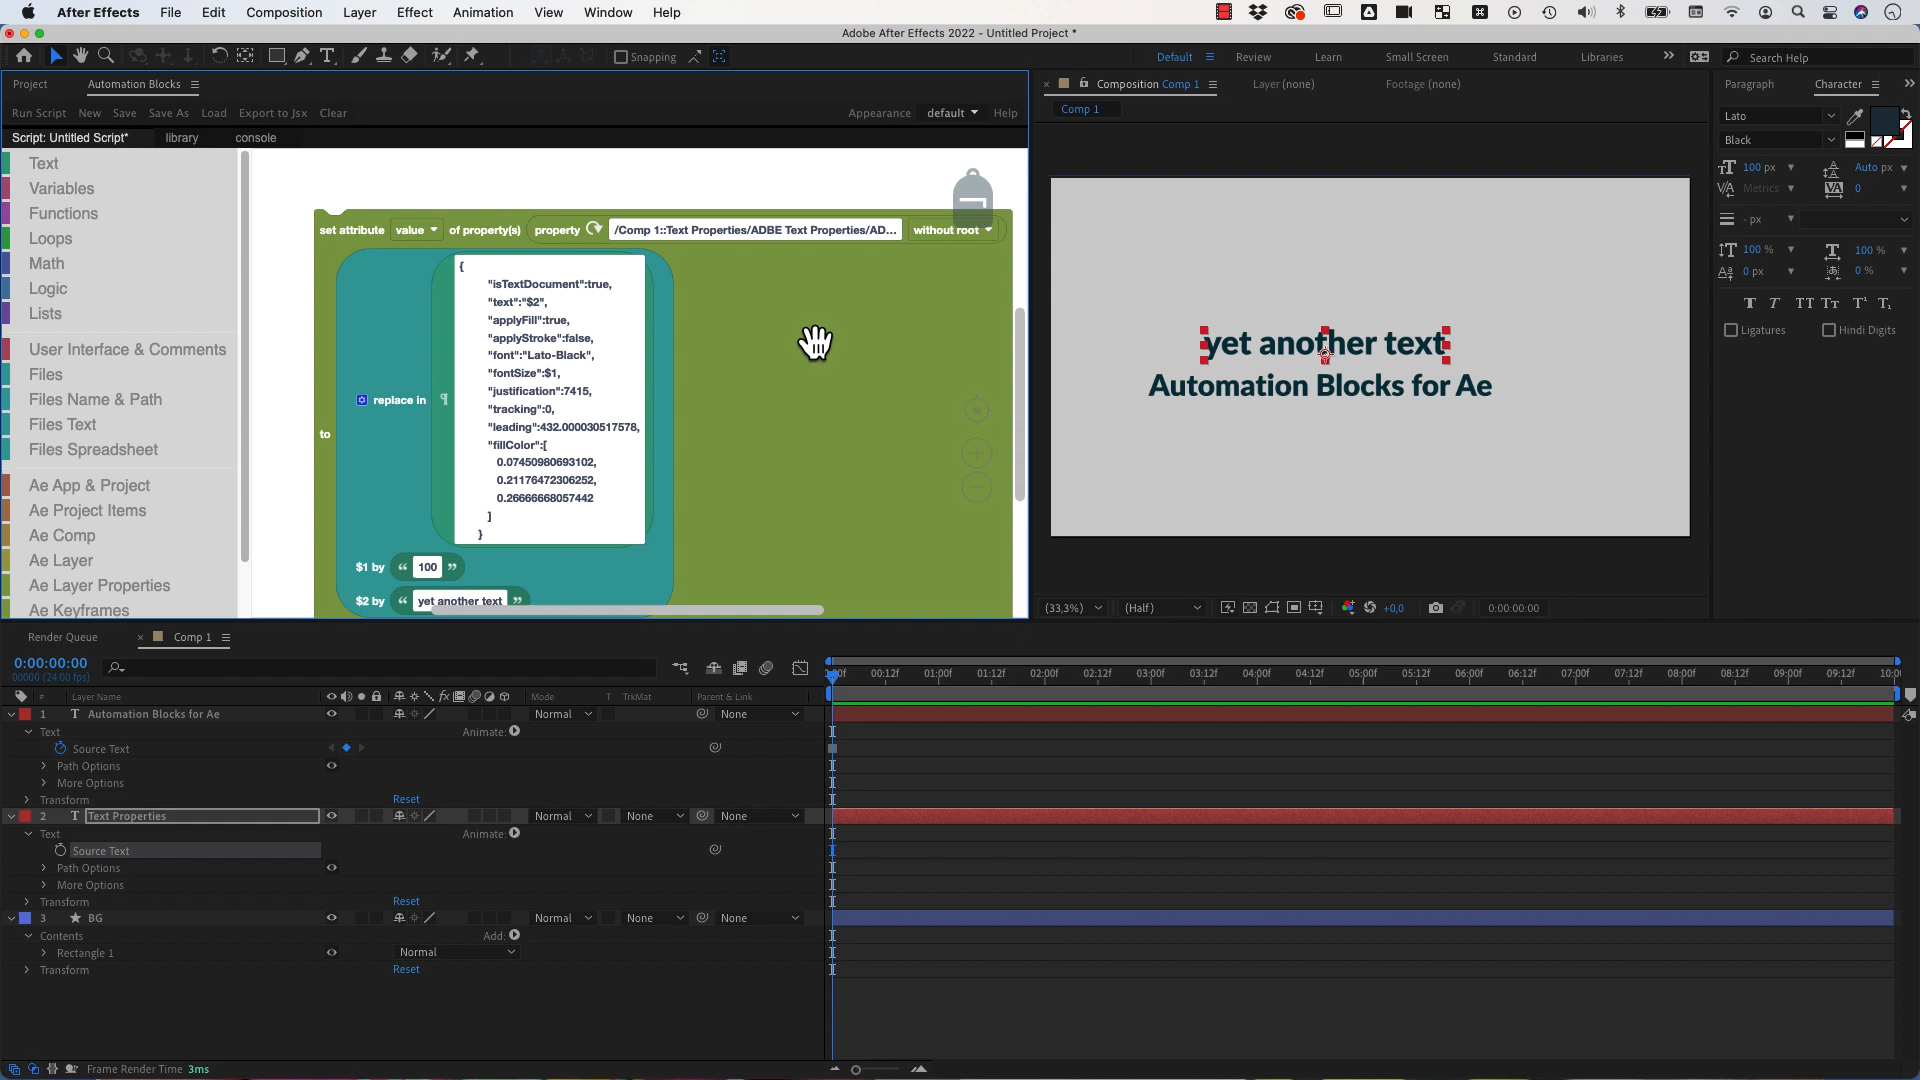 After Effects File Edit Composition Layer Effect Animation View Window Help
Adobe After Effects 2022 - Untitled Project *
Snapping
Default Review Learn Small Screen Standard Libraries Search Help
Project Automation Blocks
Run Script New Save Save As Load Export to Jsx Clear Appearance default Help
Script: Untitled Script* library console
Text
Variables
Functions
Loops
Math
Logic
Lists
User Interface & Comments
Files
Files Name & Path
Files Text
Files Spreadsheet
Ae App & Project
Ae Project Items
Ae Comp
Ae Layer
Ae Layer Properties
Ae Keyframes
set attribute value of property(s) property /Comp 1::Text Properties/ADBE Text Properties/AD... without root
to
replace in
{
"isTextDocument":true,
"text":"$2",
"applyFill":true,
"applyStroke":false,
"font":"Lato-Black",
"fontSize":$1,
"justification":7415,
"tracking":0,
"leading":432.000030517578,
"fillColor":[
0.07450980693102,
0.21176472306252,
0.26666668057442
]
}
$1 by “ 100 ”
$2 by “ yet another text ”
Composition Comp 1 Layer (none) Footage (none)
Comp 1
yet another text
Automation Blocks for Ae
(33,3%) (Half) +0,0 0:00:00:00
Paragraph Character
Lato
Black
100 px Auto px
Metrics 0
- px
100 % 100 %
0 px 0 %
Ligatures Hindi Digits
Render Queue Comp 1
0:00:00:00
00000 (24.00 fps)
# Layer Name Mode T TrkMat Parent & Link
00f 00:12f 01:00f 01:12f 02:00f 02:12f 03:00f 03:12f 04:00f 04:12f 05:00f 05:12f 06:00f 06:12f 07:00f 07:12f 08:00f 08:12f 09:00f 09:12f 10:0
1 T Automation Blocks for Ae Normal None
Text Animate:
Source Text
Path Options
More Options
Transform Reset
2 T Text Properties Normal None None
Text Animate:
Source Text
Path Options
More Options
Transform Reset
3 BG Normal None None
Contents Add:
Rectangle 1 Normal
Transform Reset
Frame Render Time 3ms